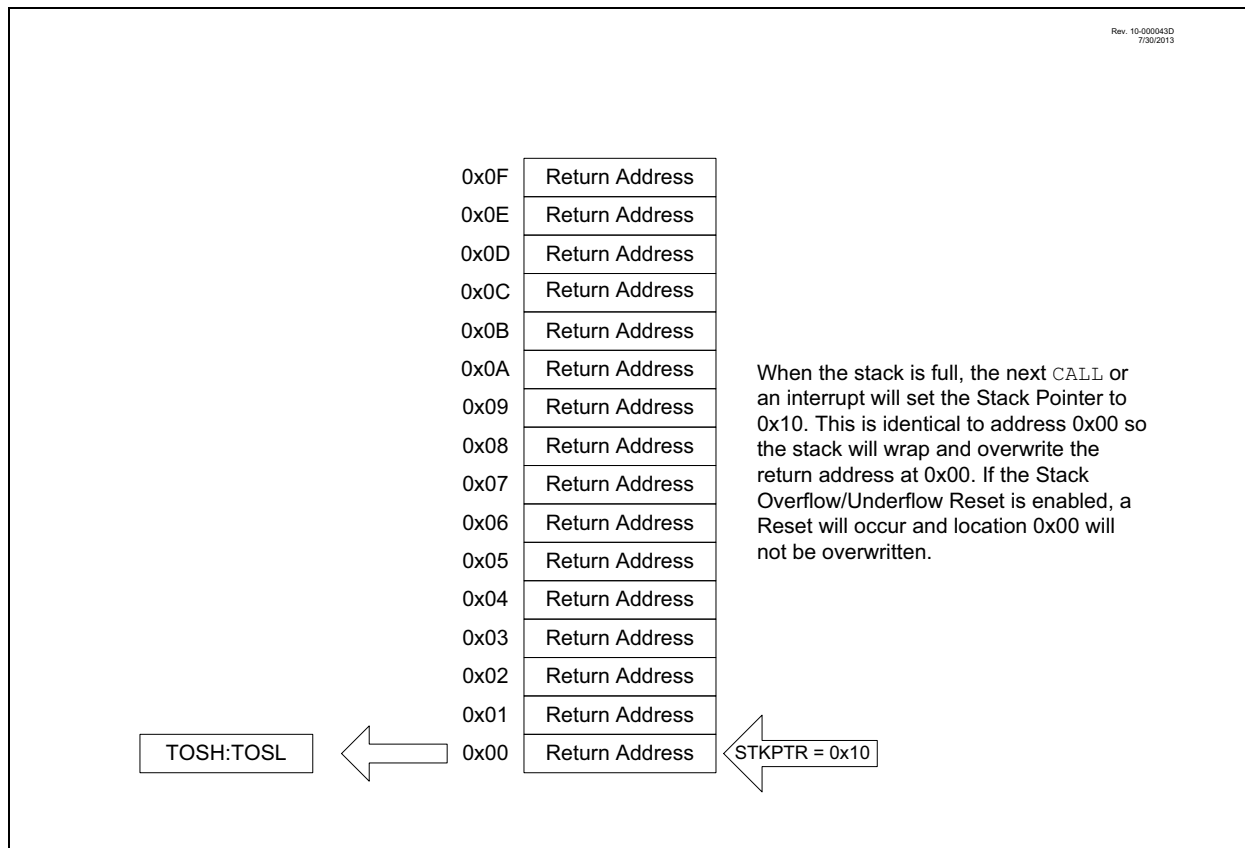 Rev. 10-000043D
7/30/2013
0x0F Return Address
0x0E Return Address
0x0D Return Address
0x0C Return Address
0x0B Return Address
0x0A Return Address
0x09 Return Address
0x08 Return Address
0x07 Return Address
0x06 Return Address
0x05 Return Address
0x04 Return Address
0x03 Return Address
0x02 Return Address
0x01 Return Address
TOSH:TOSL 0x00 Return Address STKPTR = 0x10
When the stack is full, the next CALL or
an interrupt will set the Stack Pointer to
0x10. This is identical to address 0x00 so
the stack will wrap and overwrite the
return address at 0x00. If the Stack
Overflow/Underflow Reset is enabled, a
Reset will occur and location 0x00 will
not be overwritten.